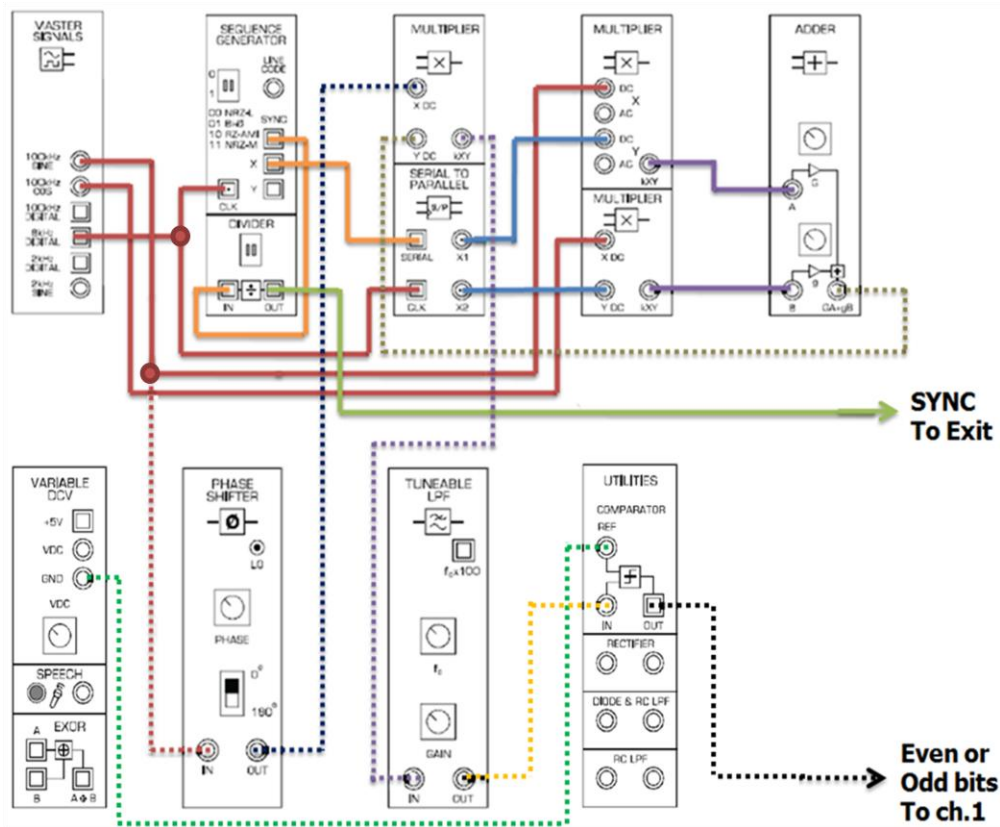 MASTER
SIGNALS
100kHz
SINE
100kHz
COS
100kHz
DIGITAL
8kHz
DIGITAL
2kHz
DIGITAL
2kHz
SINE
SEQUENCE
GENERATOR
LINE
CODE
0
1
00 NRZ-L
01 Bi-Φ
10 RZ-AMI
11 NRZ-M
SYNC
X
Y
CLK
DIVIDER
IN
÷
OUT
MULTIPLIER
X
X DC
Y DC
kXY
SERIAL TO
PARALLEL
S/P
SERIAL
X1
CLK
X2
MULTIPLIER
X
DC
X
AC
DC
Y
AC
kXY
MULTIPLIER
X
X DC
Y DC
kXY
ADDER
+
G
A
g
+
B
GA+gB
SYNC
To Exit
VARIABLE
DCV
+5V
VDC
GND
VDC
SPEECH
EXOR
A
B
A⊕B
PHASE
SHIFTER
Ø
LO
PHASE
0°
180°
IN
OUT
TUNEABLE
LPF
fcx100
fc
GAIN
IN
OUT
UTILITIES
COMPARATOR
REF
IN
OUT
RECTIFIER
DIODE & RC LPF
RC LPF
Even or
Odd bits
To ch.1